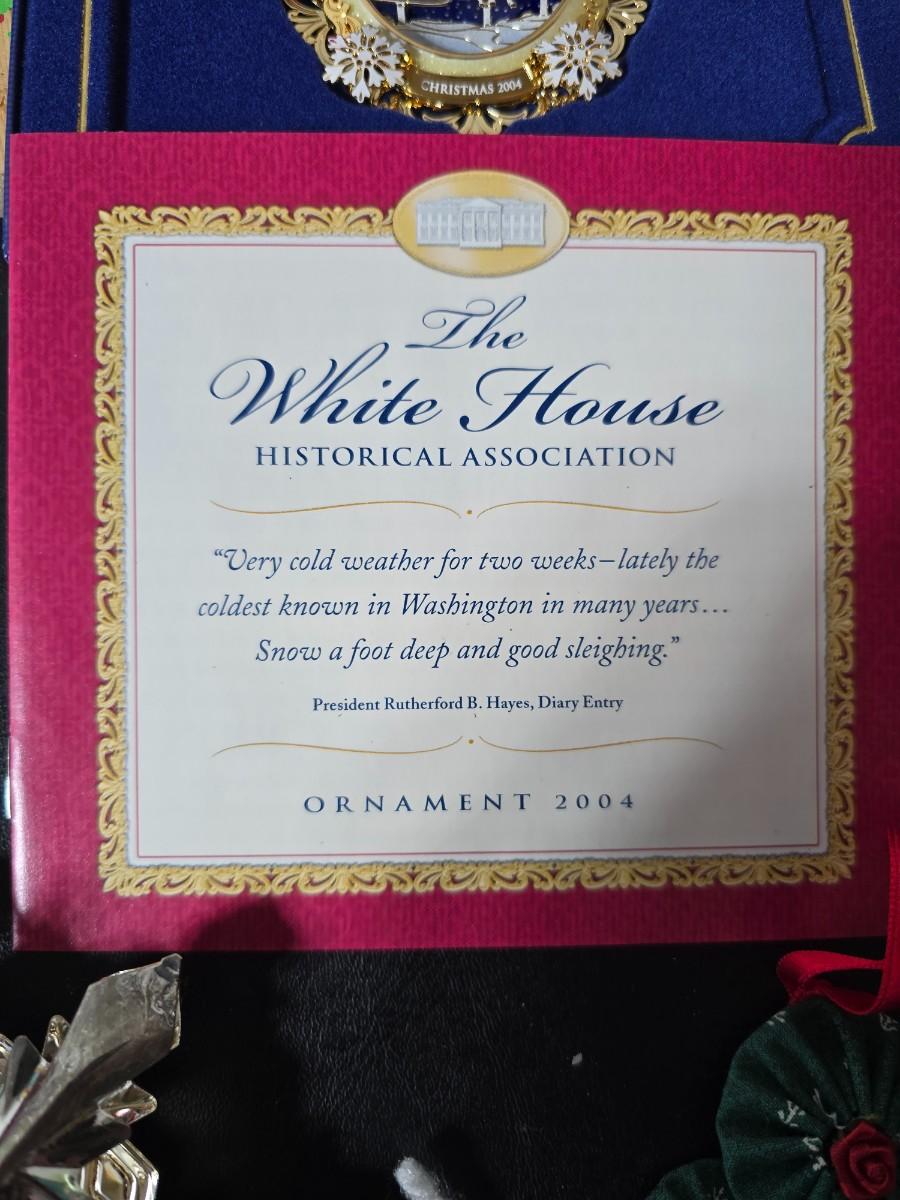 CHRISTMAS 2004
The
White House
HISTORICAL ASSOCIATION
“Very cold weather for two weeks—lately the
coldest known in Washington in many years...
Snow a foot deep and good sleighing.”
President Rutherford B. Hayes, Diary Entry
ORNAMENT 2004